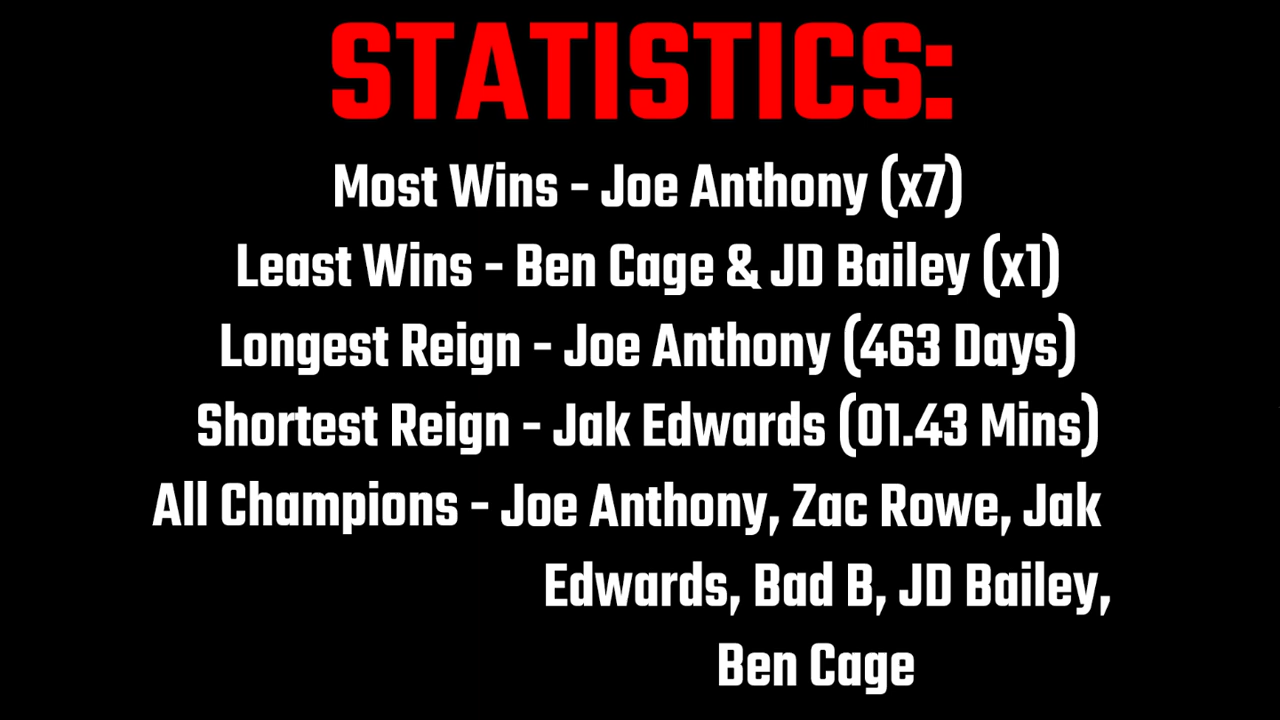 STATISTICS:
Most Wins - Joe Anthony (x7)
Least Wins - Ben Cage & JD Bailey (x1)
Longest Reign - Joe Anthony (463 Days)
Shortest Reign - Jak Edwards (01.43 Mins)
All Champions - Joe Anthony, Zac Rowe, Jak
Edwards, Bad B, JD Bailey,
Ben Cage